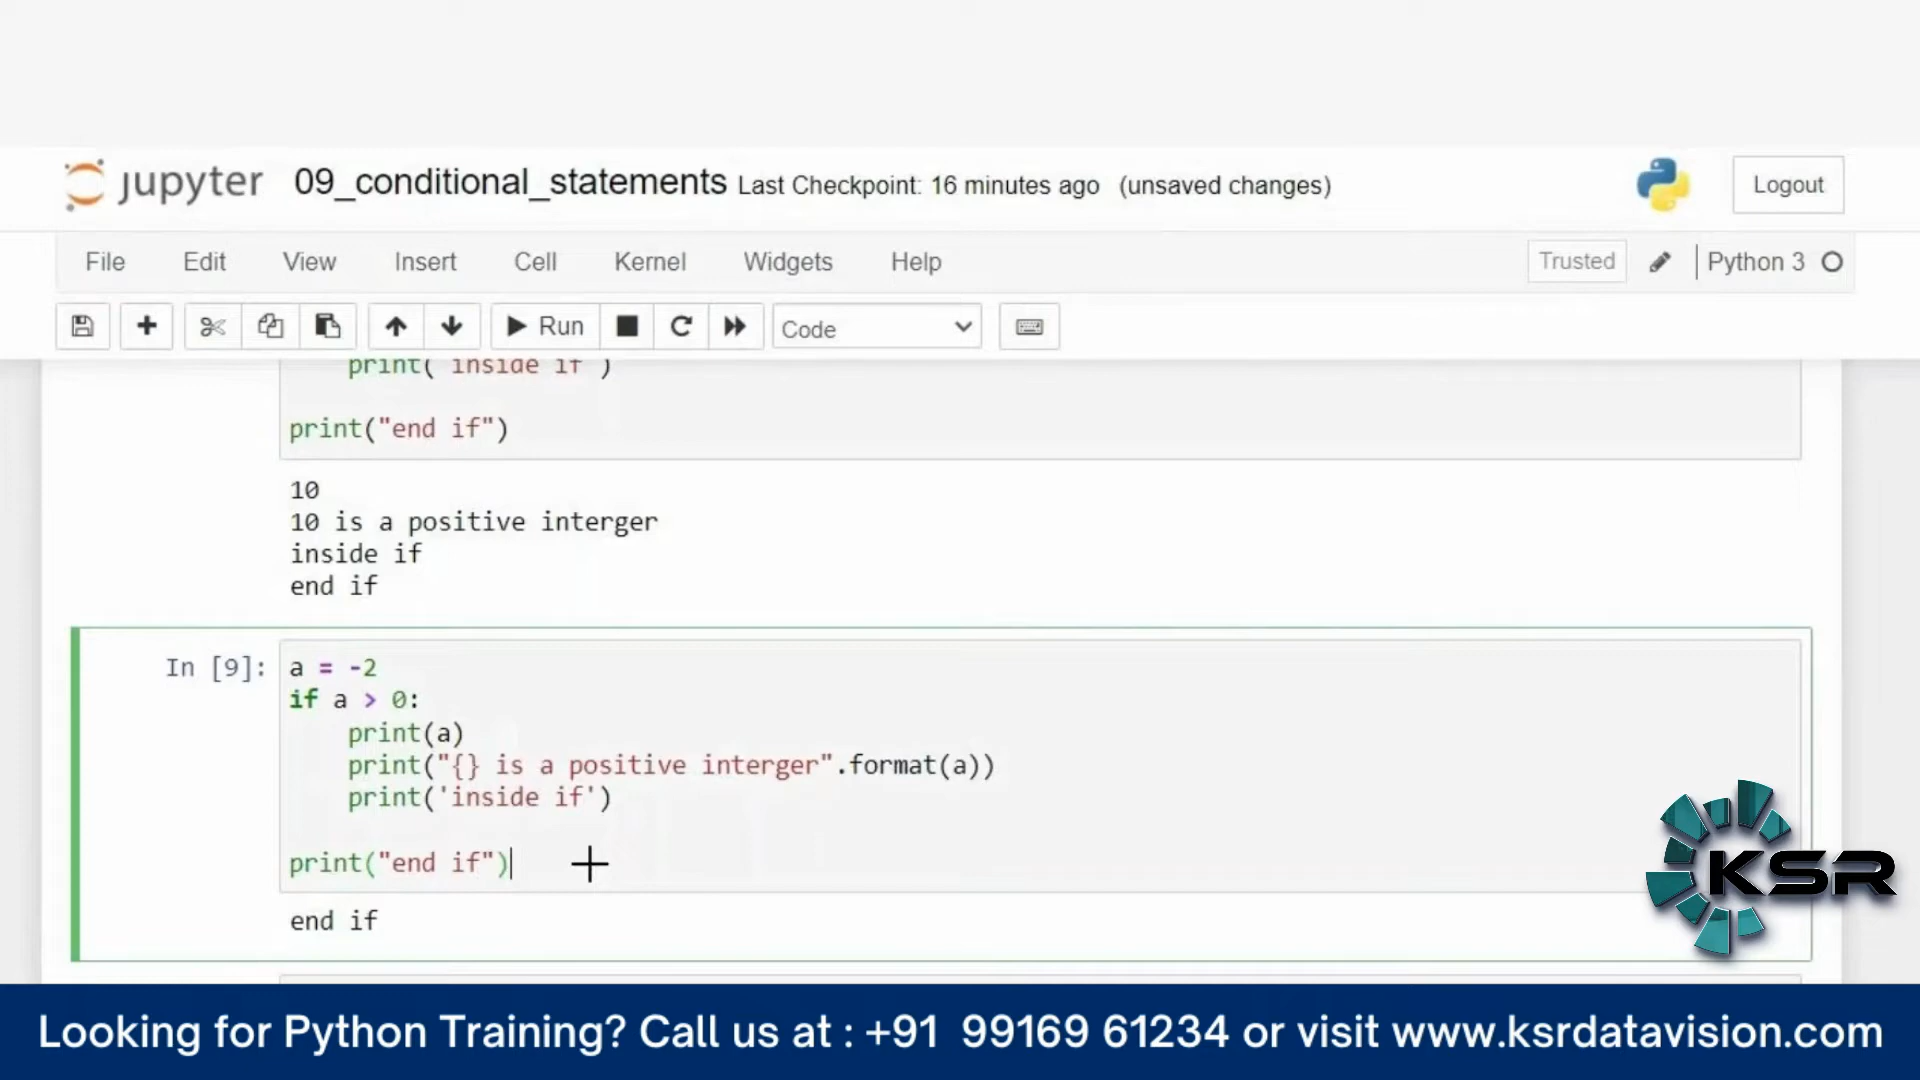 jupyter 09_conditional_statements Last Checkpoint: 16 minutes ago (unsaved changes) Logout
File Edit View Insert Cell Kernel Widgets Help Trusted Python 3
Run Code
print('inside if')
print("end if")
10
10 is a positive interger
inside if
end if
In [9]: a = -2
if a > 0:
print(a)
print("{} is a positive interger".format(a))
print('inside if')
print("end if")
end if
KSR
Looking for Python Training? Call us at : +91 99169 61234 or visit www.ksrdatavision.com